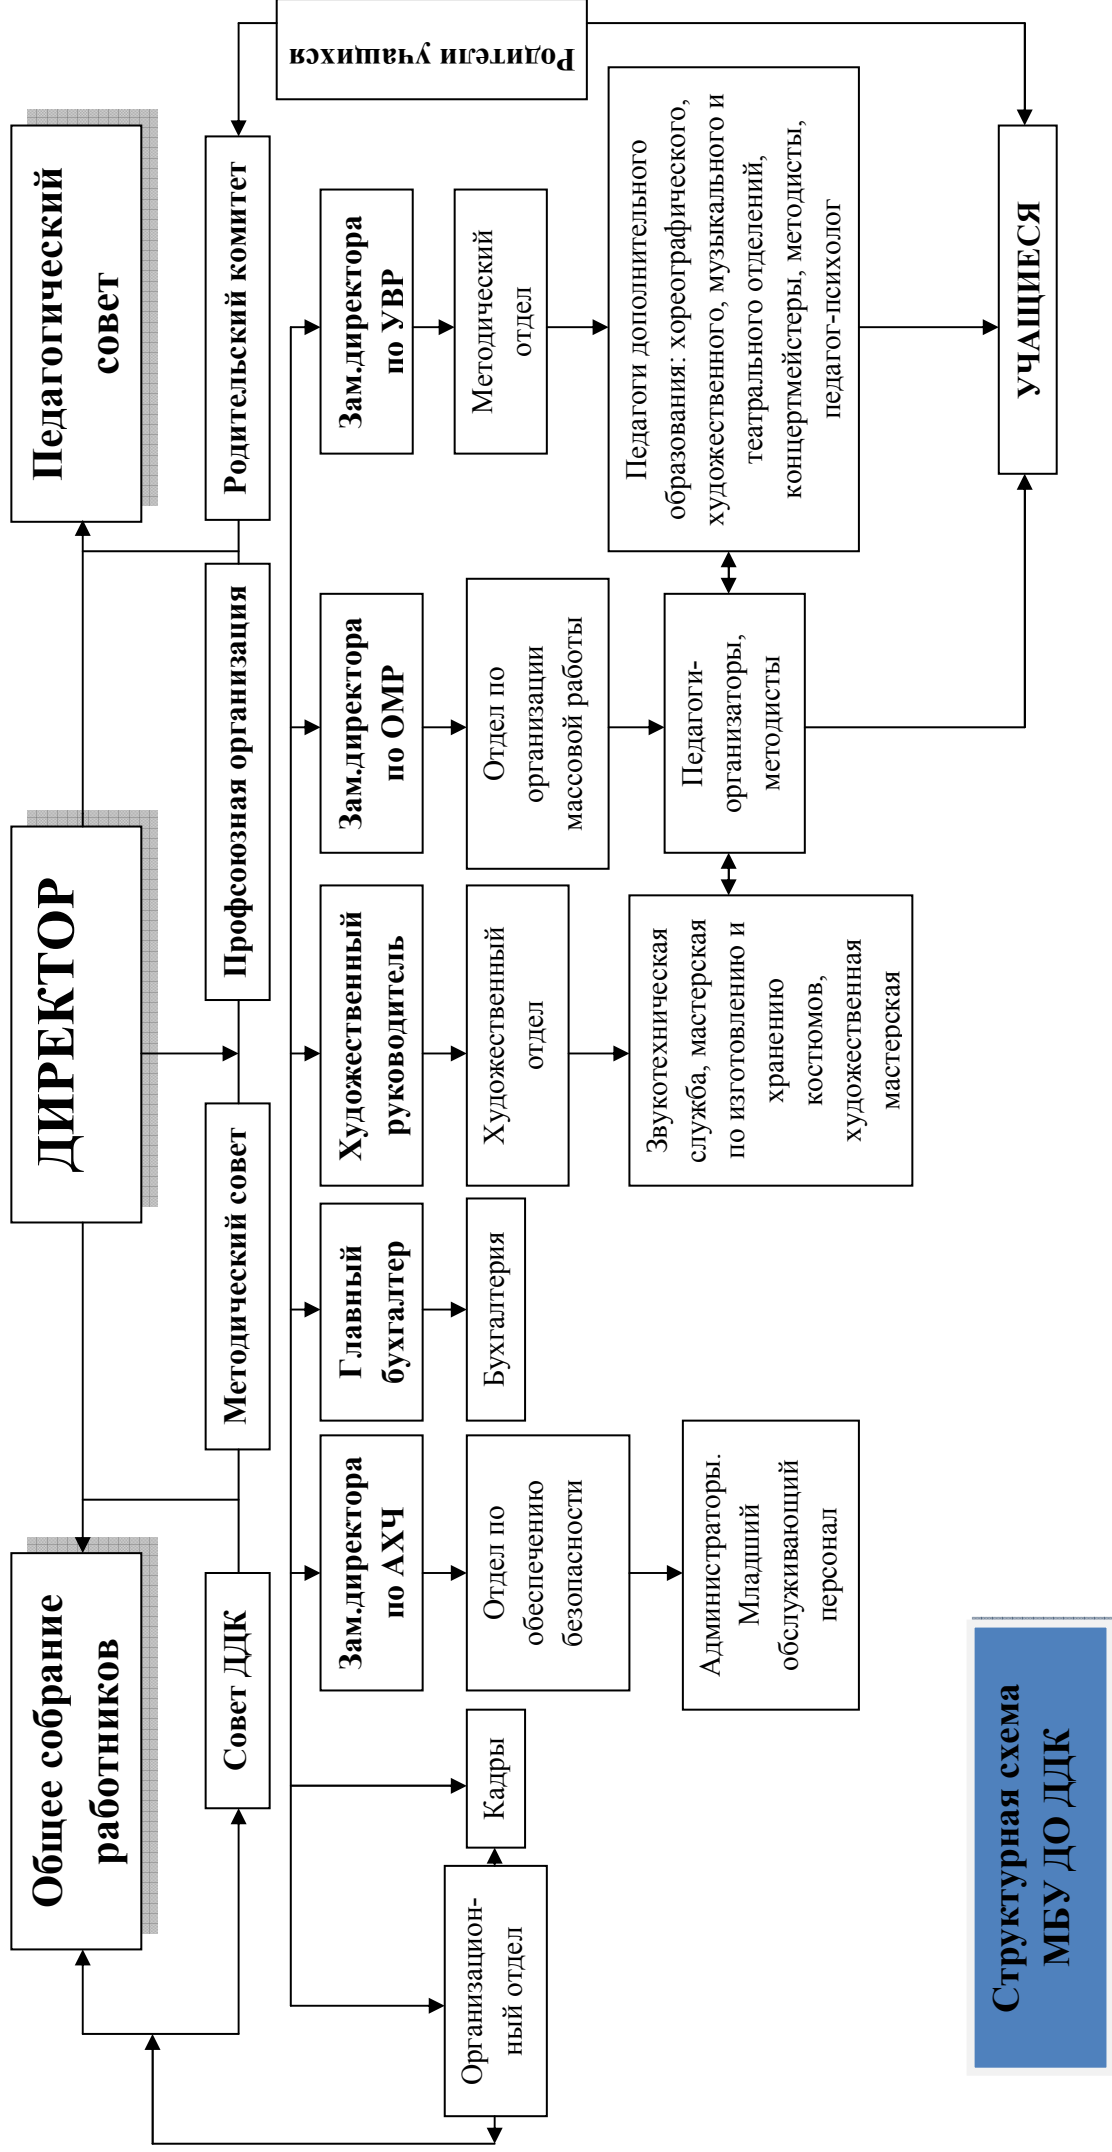 Общее собрание
работников
ДИРЕКТОР
Педагогический
совет
Совет ДДК
Методический совет
Профсоюзная организация
Родительский комитет
Родители учащихся
Зам.директора
по АХЧ
Главный
бухгалтер
Художественный
руководитель
Зам.директора
по ОМР
Зам.директора
по УВР
Организацион-
ный отдел
Кадры
Отдел по
обеспечению
безопасности
Бухгалтерия
Художественный
отдел
Отдел по
организации
массовой работы
Методический
отдел
Администраторы.
Младший
обслуживающий
персонал
Звукотехническая
служба, мастерская
по изготовлению и
хранению
костюмов,
художественная
мастерская
Педагоги-
организаторы,
методисты
Педагоги дополнительного
образования: хореографического,
художественного, музыкального и
театрального отделений,
концертмейстеры, методисты,
педагог-психолог
УЧАЩИЕСЯ
Структурная схема
МБУ ДО ДДК